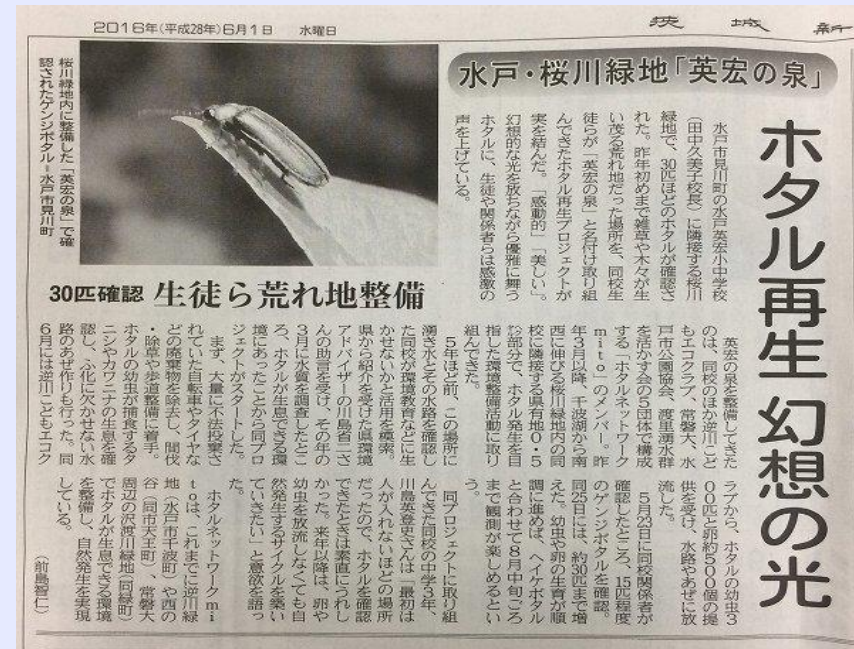 2016年(平成28年)6月1日 水曜日
茨城新
水戸・桜川緑地「英宏の泉」
ホタル再生 幻想の光
30匹確認 生徒ら荒れ地整備
桜川緑地内に整備した「英宏の泉」で確
認されたゲンジボタル=水戸市見川町
水戸市見川町の水戸英宏小中学校
(田中久美子校長)に隣接する桜川
緑地で、30匹ほどのホタルが確認さ
れた。昨年初めまで雑草や木々が生
い茂る荒れ地だった場所を、同校生
徒らが「英宏の泉」と名付け取り組
んできたホタル再生プロジェクトが
実を結んだ。「感動的」「美しい」。
幻想的な光を放ちながら優雅に舞う
ホタルに、生徒や関係者らは感激の
声を上げている。
英宏の泉を整備してきた
のは、同校のほか逆川こど
もエコクラブ、常磐大、水
戸市公園協会、渡里湧水群
を活かす会の5団体で構成
する「ホタルネットワーク
mito」のメンバー。昨
年3月以降、千波湖から南
西に伸びる桜川緑地内の同
校に隣接する県有地0・5
㌶部分で、ホタル発生を目
指した環境整備活動に取り
組んできた。
5年ほど前、この場所に
湧き水とその水路を確認し
た同校が環境教育などに生
かせないかと活用を模索。
県から紹介を受けた県環境
アドバイザーの川島省二さ
んの助言を受け、その年の
3月に水質を調査したとこ
ろ、ホタルが生息できる環
境にあったことから同プロ
ジェクトがスタートした。
まず、大量に不法投棄さ
れていた自転車やタイヤな
どの廃棄物を除去し、間伐
・除草や歩道整備に着手。
ホタルの幼虫が捕食するタ
ニシやカワニナの生息を確
認し、ふ化に欠かせない水
路のあぜ作りも行った。同
6月には逆川こどもエコク
ラブから、ホタルの幼虫3
00匹と卵約500個の提
供を受け、水路やあぜに放
流した。
5月23日に同校関係者が
確認したところ、15匹程度
のゲンジボタルを確認。
同25日には、約30匹まで増
えた。幼虫や卵の生育が順
調に進めば、ヘイケボタル
と合わせて8月中旬ごろ
まで観測が楽しめるとい
う。
同プロジェクトに取り組
んできた同校の中学3年、
川島英登史さんは「最初は
人が入れないほどの場所
だったので、ホタルを確認
できたときは素直にうれし
かった。来年以降は、卵や
幼虫を放流しなくても自
然発生するサイクルを築い
ていきたい」と意欲を語っ
た。
ホタルネットワークmi
toは、これまでに逆川緑
地(水戸市千波町)や西の
谷(同市天王町)、常磐大
周辺の沢渡川緑地(同緑町)
でホタルが生息できる環境
を整備し、自然発生を実現
している。
(前島智仁)